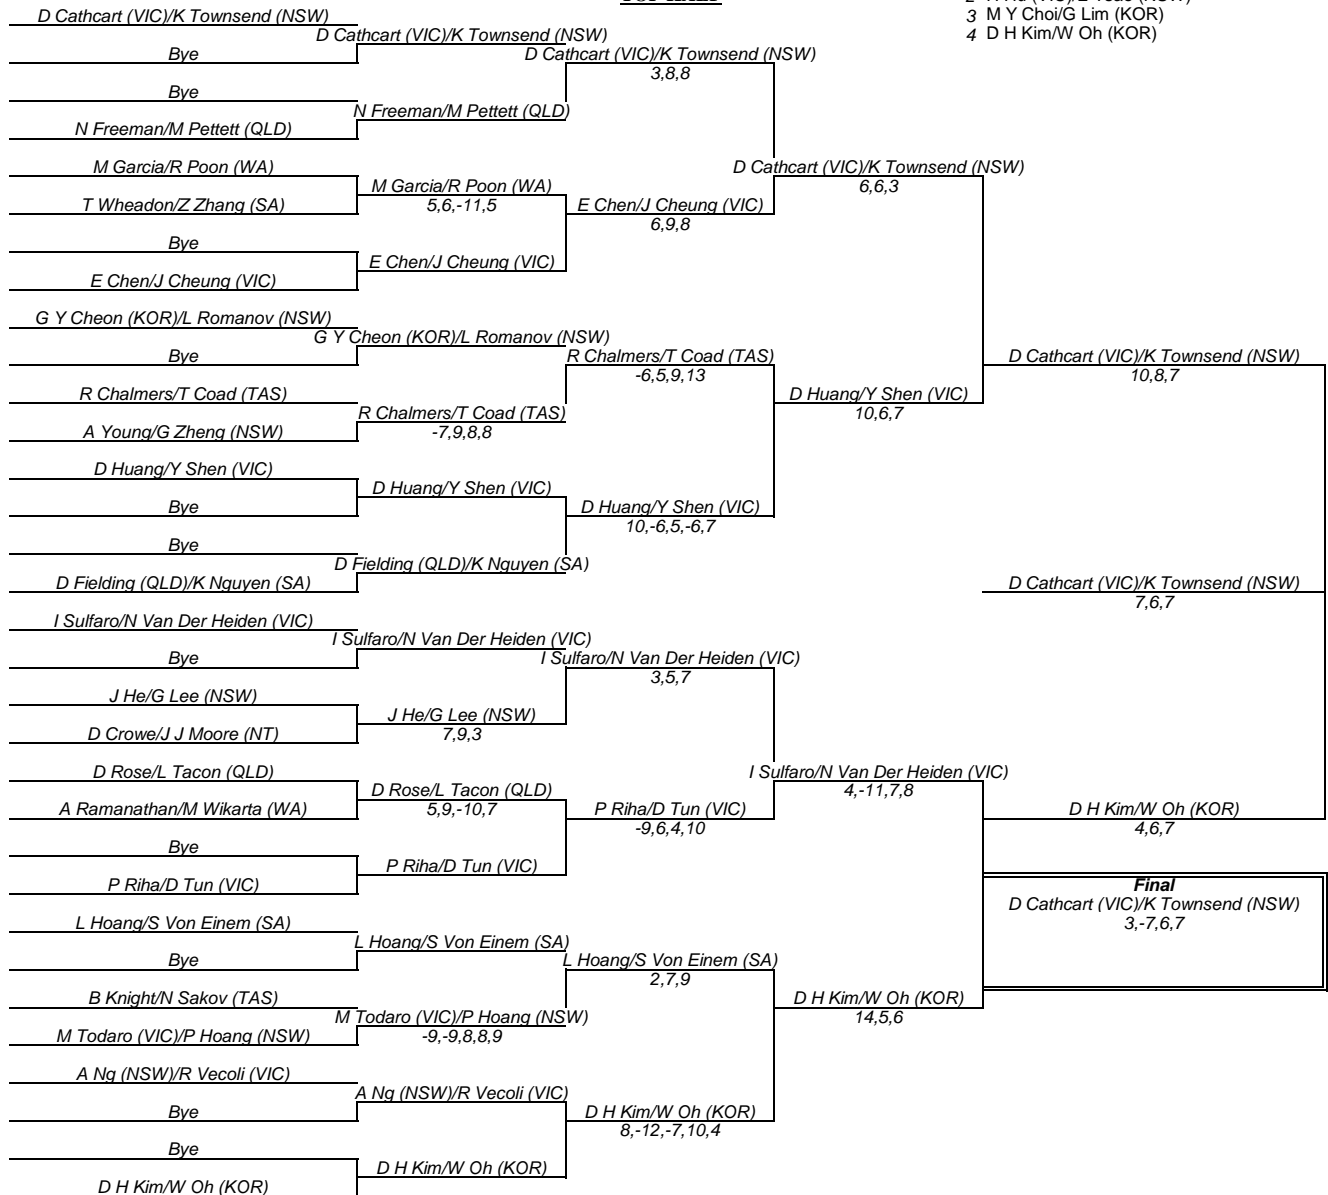 3 M Y Choi/G Lim (KOR)
4 D H Kim/W Oh (KOR)
D Cathcart (VIC)/K Townsend (NSW)
Bye
Bye
N Freeman/M Pettett (QLD)
M Garcia/R Poon (WA)
T Wheadon/Z Zhang (SA)
Bye
E Chen/J Cheung (VIC)
G Y Cheon (KOR)/L Romanov (NSW)
Bye
R Chalmers/T Coad (TAS)
A Young/G Zheng (NSW)
D Huang/Y Shen (VIC)
Bye
Bye
D Fielding (QLD)/K Nguyen (SA)
I Sulfaro/N Van Der Heiden (VIC)
Bye
J He/G Lee (NSW)
D Crowe/J J Moore (NT)
D Rose/L Tacon (QLD)
A Ramanathan/M Wikarta (WA)
Bye
P Riha/D Tun (VIC)
L Hoang/S Von Einem (SA)
Bye
B Knight/N Sakov (TAS)
M Todaro (VIC)/P Hoang (NSW)
A Ng (NSW)/R Vecoli (VIC)
Bye
Bye
D H Kim/W Oh (KOR)
D Cathcart (VIC)/K Townsend (NSW)
N Freeman/M Pettett (QLD)
M Garcia/R Poon (WA)
5,6,-11,5
E Chen/J Cheung (VIC)
G Y Cheon (KOR)/L Romanov (NSW)
R Chalmers/T Coad (TAS)
-7,9,8,8
D Huang/Y Shen (VIC)
D Fielding (QLD)/K Nguyen (SA)
I Sulfaro/N Van Der Heiden (VIC)
J He/G Lee (NSW)
7,9,3
D Rose/L Tacon (QLD)
5,9,-10,7
P Riha/D Tun (VIC)
L Hoang/S Von Einem (SA)
M Todaro (VIC)/P Hoang (NSW)
-9,-9,8,8,9
A Ng (NSW)/R Vecoli (VIC)
D H Kim/W Oh (KOR)
D Cathcart (VIC)/K Townsend (NSW)
3,8,8
E Chen/J Cheung (VIC)
6,9,8
R Chalmers/T Coad (TAS)
-6,5,9,13
D Huang/Y Shen (VIC)
10,-6,5,-6,7
I Sulfaro/N Van Der Heiden (VIC)
3,5,7
P Riha/D Tun (VIC)
-9,6,4,10
L Hoang/S Von Einem (SA)
2,7,9
D H Kim/W Oh (KOR)
8,-12,-7,10,4
D Cathcart (VIC)/K Townsend (NSW)
6,6,3
D Huang/Y Shen (VIC)
10,6,7
I Sulfaro/N Van Der Heiden (VIC)
4,-11,7,8
D H Kim/W Oh (KOR)
14,5,6
D Cathcart (VIC)/K Townsend (NSW)
10,8,7
D Cathcart (VIC)/K Townsend (NSW)
7,6,7
D H Kim/W Oh (KOR)
4,6,7
Final
D Cathcart (VIC)/K Townsend (NSW)
3,-7,6,7